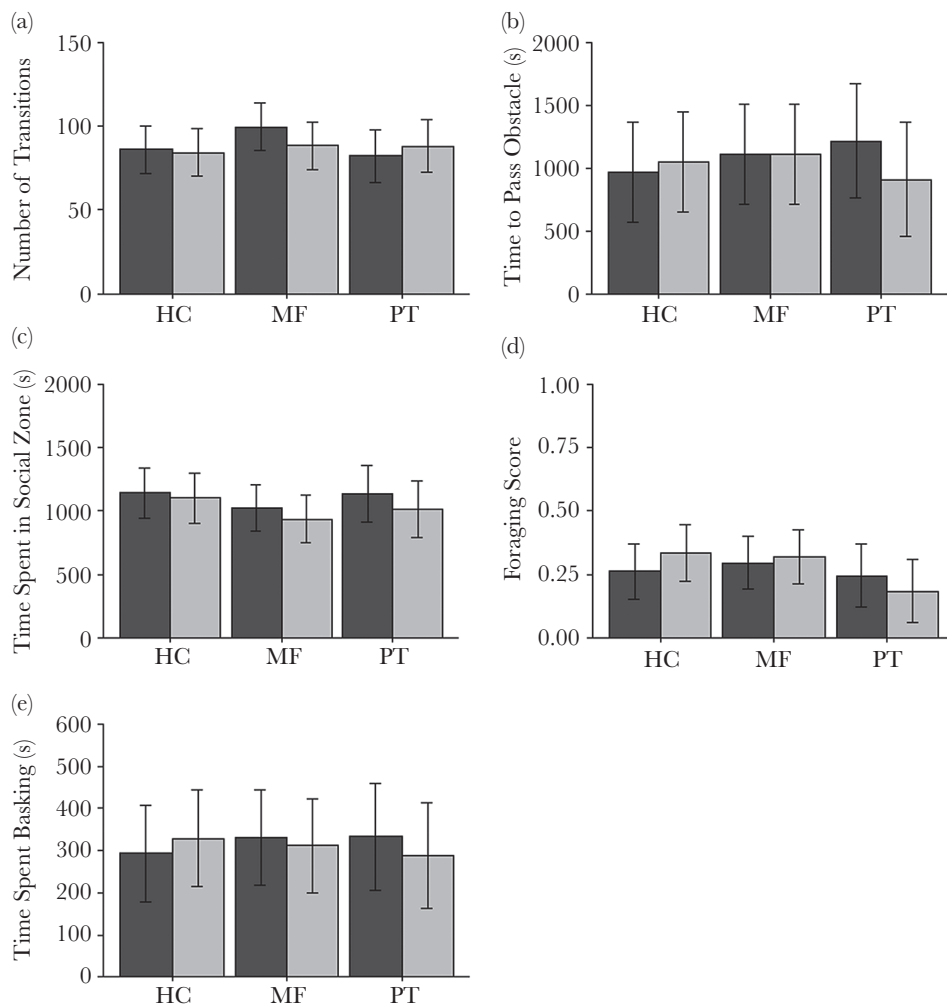 (a)
Number of Transitions
150
100
50
0
HC MF PT
(b)
Time to Pass Obstacle (s)
2000
1500
1000
500
0
HC MF PT
(c)
Time Spent in Social Zone (s)
2000
1500
1000
500
0
HC MF PT
(d)
Foraging Score
1.00
0.75
0.50
0.25
0.00
HC MF PT
(e)
Time Spent Basking (s)
600
500
400
300
200
100
0
HC MF PT